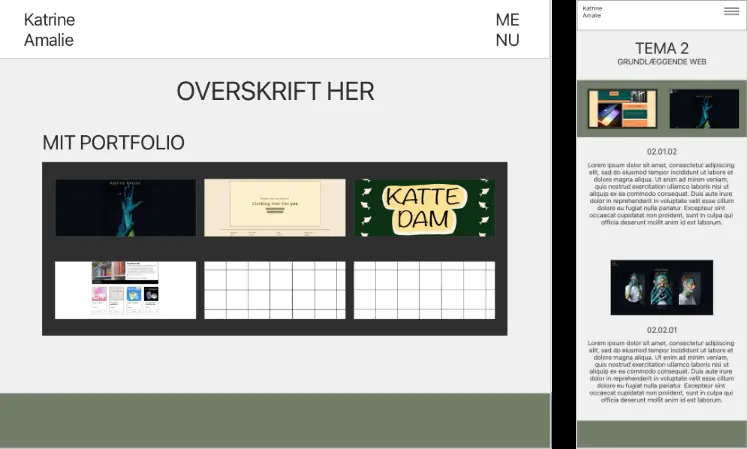 Katrine
Amalie
ME
NU
OVERSKRIFT HER
MIT PORTFOLIO
KATTE
DAM
Katrine
Amalie
TEMA 2
GRUNDLÆGGENDE WEB
02.01.02
Lorem ipsum dolor sit amet, consectetur adipiscing
elit, sed do eiusmod tempor incididunt ut labore et
dolore magna aliqua. Ut enim ad minim veniam,
quis nostrud exercitation ullamco laboris nisi ut
aliquip ex ea commodo consequat. Duis aute irure
dolor in reprehenderit in voluptate velit esse cillum
dolore eu fugiat nulla pariatur. Excepteur sint
occaecat cupidatat non proident, sunt in culpa qui
officia deserunt mollit anim id est laborum.
02.02.01
Lorem ipsum dolor sit amet, consectetur adipiscing
elit, sed do eiusmod tempor incididunt ut labore et
dolore magna aliqua. Ut enim ad minim veniam,
quis nostrud exercitation ullamco laboris nisi ut
aliquip ex ea commodo consequat. Duis aute irure
dolor in reprehenderit in voluptate velit esse cillum
dolore eu fugiat nulla pariatur. Excepteur sint
occaecat cupidatat non proident, sunt in culpa qui
officia deserunt mollit anim id est laborum.